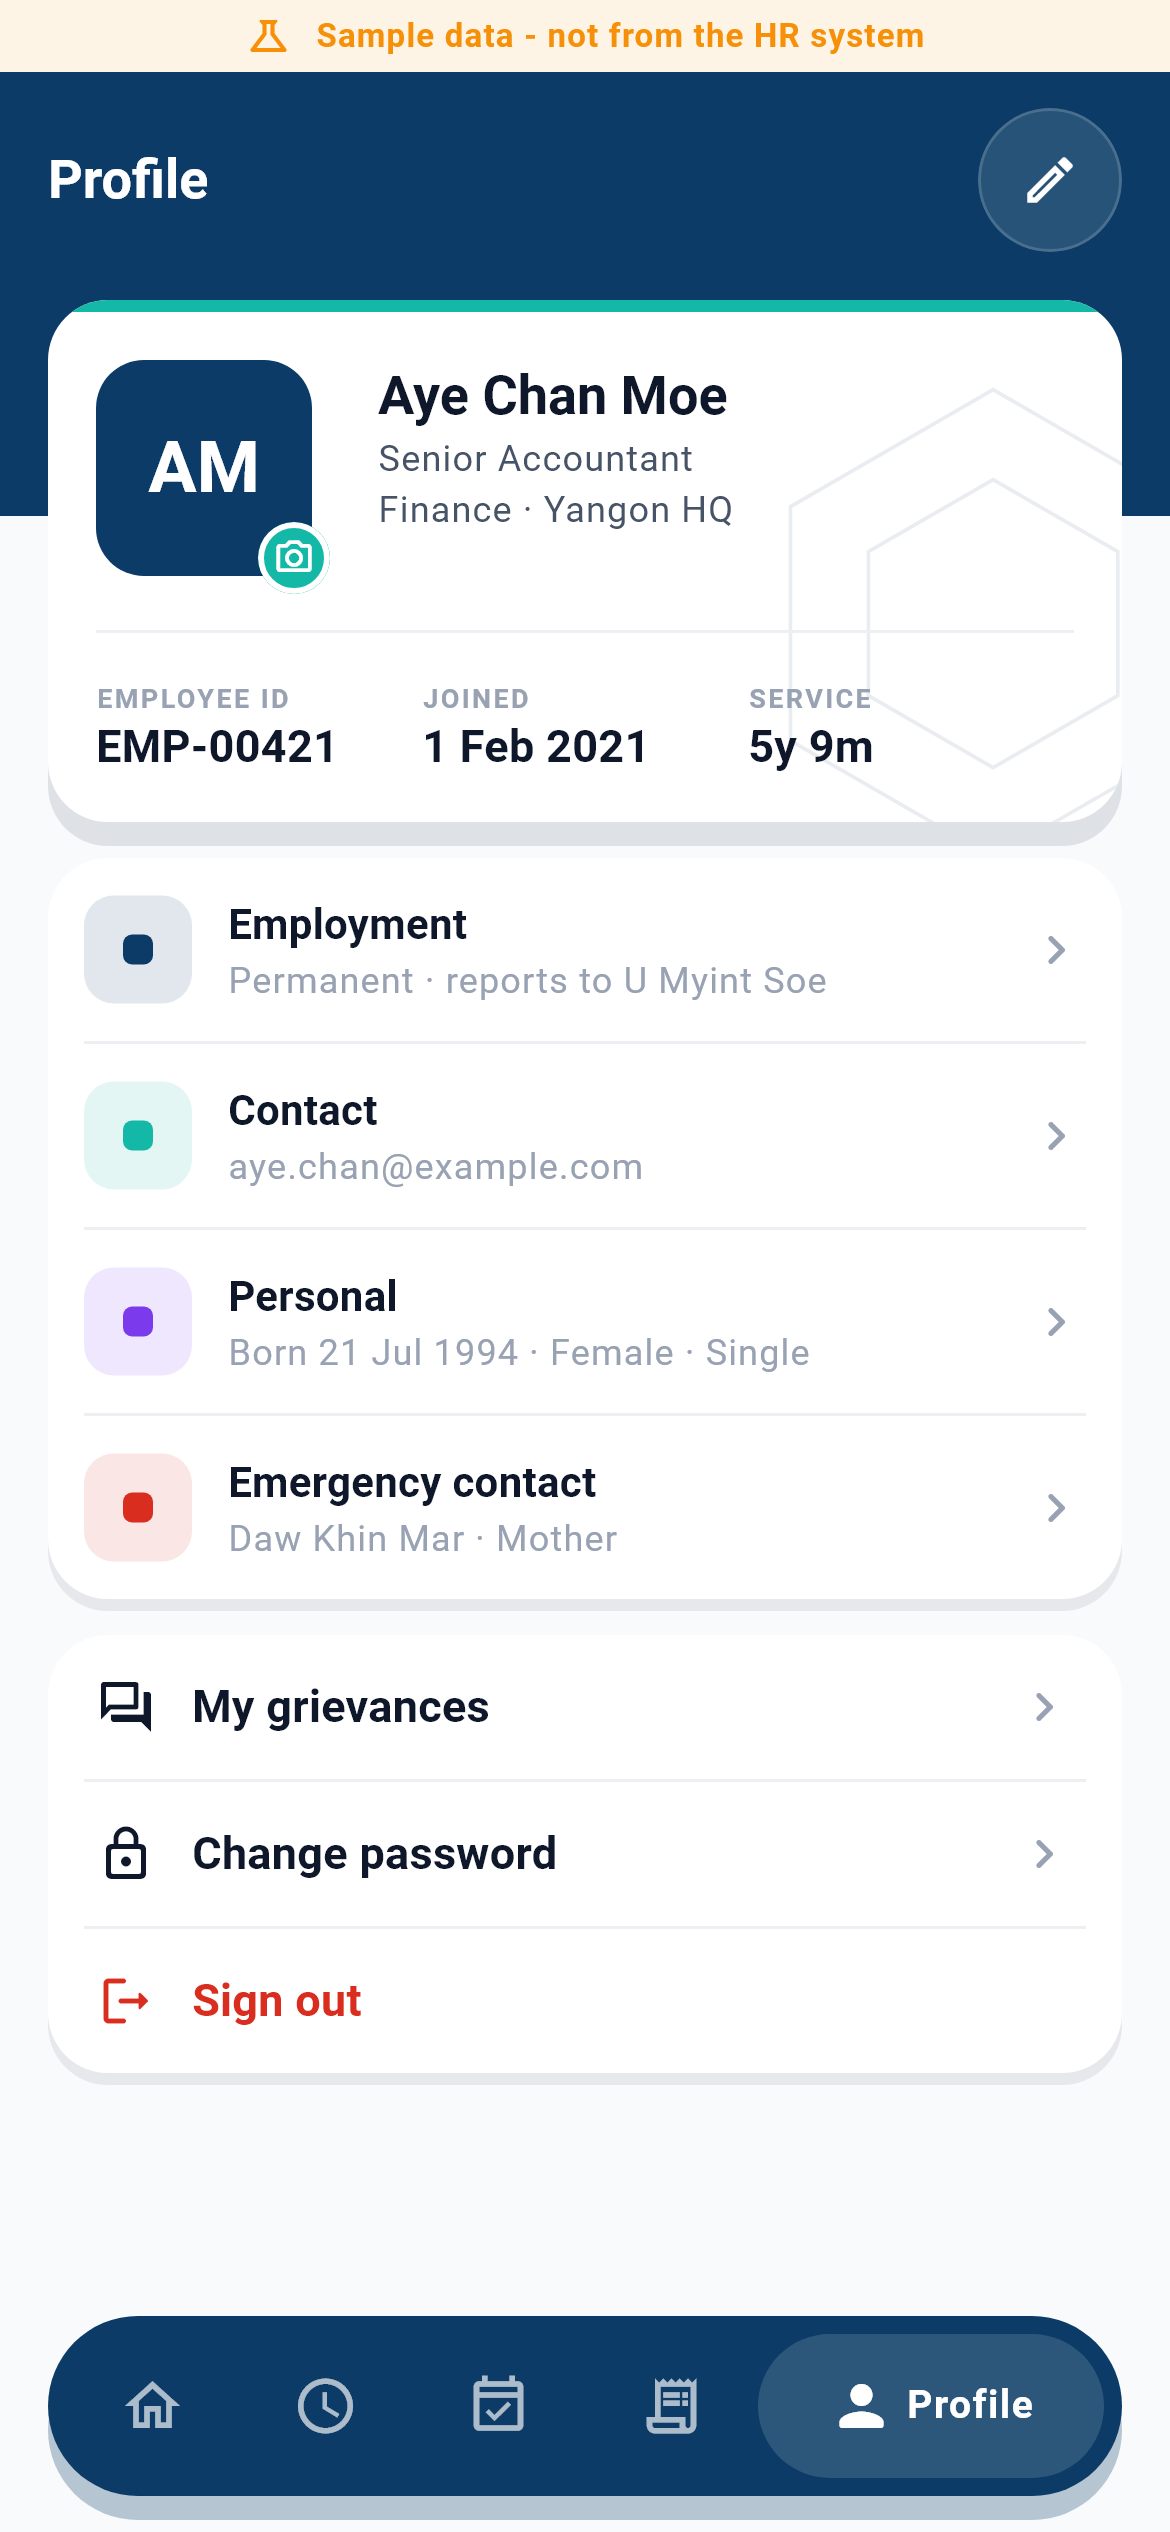 Sample data - not from the HR system
Profile
AM
Aye Chan Moe
Senior Accountant
Finance · Yangon HQ
EMPLOYEE ID
EMP-00421
JOINED
1 Feb 2021
SERVICE
5y 9m
Employment
Permanent · reports to U Myint Soe
Contact
aye.chan@example.com
Personal
Born 21 Jul 1994 · Female · Single
Emergency contact
Daw Khin Mar · Mother
My grievances
Change password
Sign out
Profile